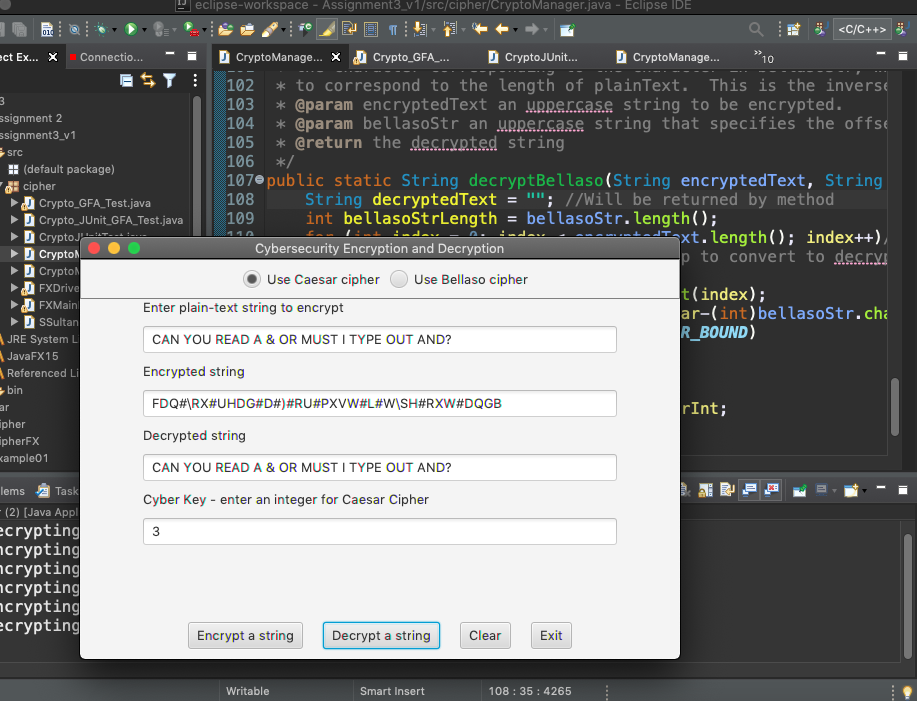 eclipse-workspace - Assignment3_v1/src/cipher/CryptoManager.java - Eclipse IDE
<C/C++>
ect Ex...
Connectio...
CryptoManage...
Crypto_GFA_...
CryptoJUnit...
CryptoManage...
10
102 * to correspond to the length of plainText. This is the inverse
103 * @param encryptedText an uppercase string to be encrypted.
104 * @param bellasoStr an uppercase string that specifies the offse
105 * @return the decrypted string
106 */
107 public static String decryptBellaso(String encryptedText, String
108 String decryptedText = ""; //Will be returned by method
109 int bellasoStrLength = bellasoStr.length();
110 for (int index = 0; index < encryptedText.length(); index++)/
p to convert to decryp
t(index);
ar-(int)bellasoStr.cha
R_BOUND)
rInt;
3
ssignment 2
ssignment3_v1
src
(default package)
cipher
Crypto_GFA_Test.java
Crypto_JUnit_GFA_Test.java
CryptoJUnitTest.java
CryptoM
CryptoM
FXDrive
FXMain
SSultan
JRE System Li
JavaFX15
Referenced Li
bin
ar
ipher
ipherFX
xample01
Cybersecurity Encryption and Decryption
Use Caesar cipher
Use Bellaso cipher
Enter plain-text string to encrypt
CAN YOU READ A & OR MUST I TYPE OUT AND?
Encrypted string
FDQ#\RX#UHDG#D#)#RU#PXVW#L#W\SH#RXW#DQGB
Decrypted string
CAN YOU READ A & OR MUST I TYPE OUT AND?
Cyber Key - enter an integer for Caesar Cipher
3
Encrypt a string
Decrypt a string
Clear
Exit
lems
Task
r (2) [Java Appl
ecrypting
ncrypting
ecrypting
ncrypting
ncrypting
ecrypting
Writable
Smart Insert
108 : 35 : 4265